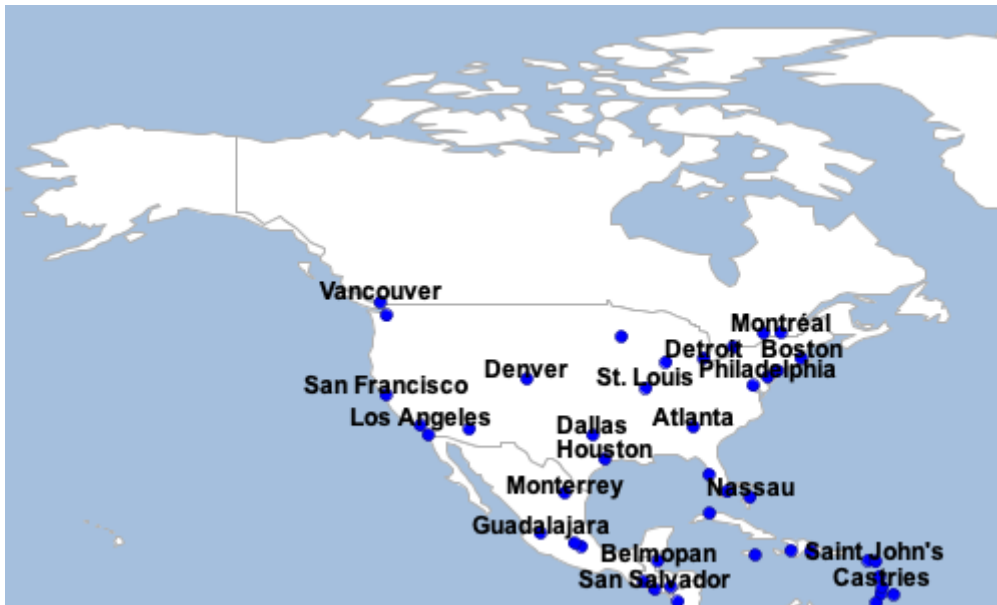 Vancouver
Montréal
Detroit
Boston
Denver
St. Louis
Philadelphia
San Francisco
Los Angeles
Dallas
Atlanta
Houston
Monterrey
Nassau
Guadalajara
Belmopan
Saint John's
San Salvador
Castries